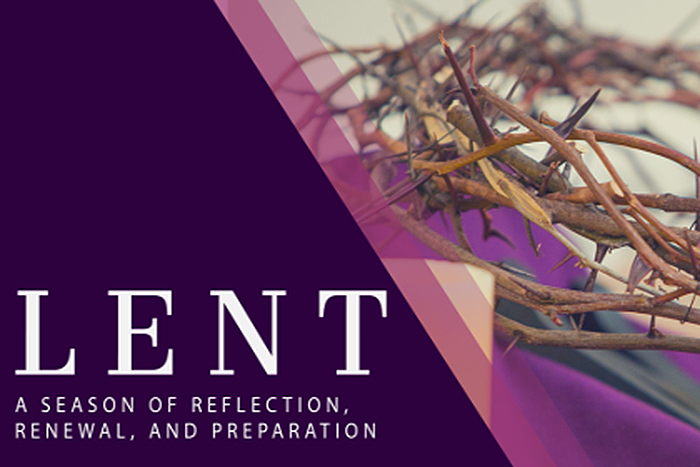 LENT
A SEASON OF REFLECTION,
RENEWAL, AND PREPARATION